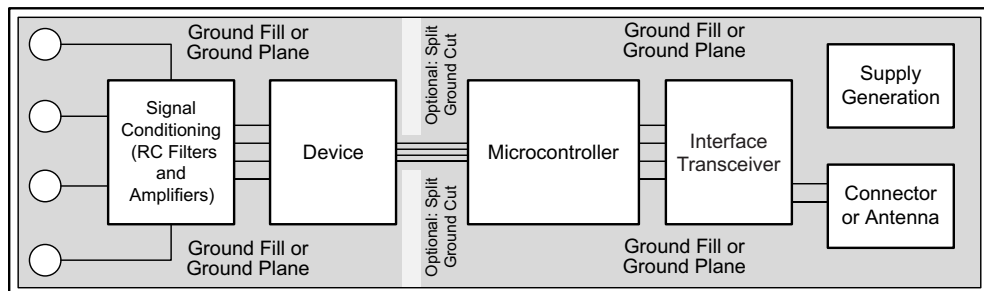 Ground Fill or
Ground Plane
Optional: Split
Ground Cut
Ground Fill or
Ground Plane
Signal
Conditioning
(RC Filters
and
Amplifiers)
Device
Microcontroller
Interface
Transceiver
Supply
Generation
Connector
or Antenna
Ground Fill or
Ground Plane
Optional: Split
Ground Cut
Ground Fill or
Ground Plane